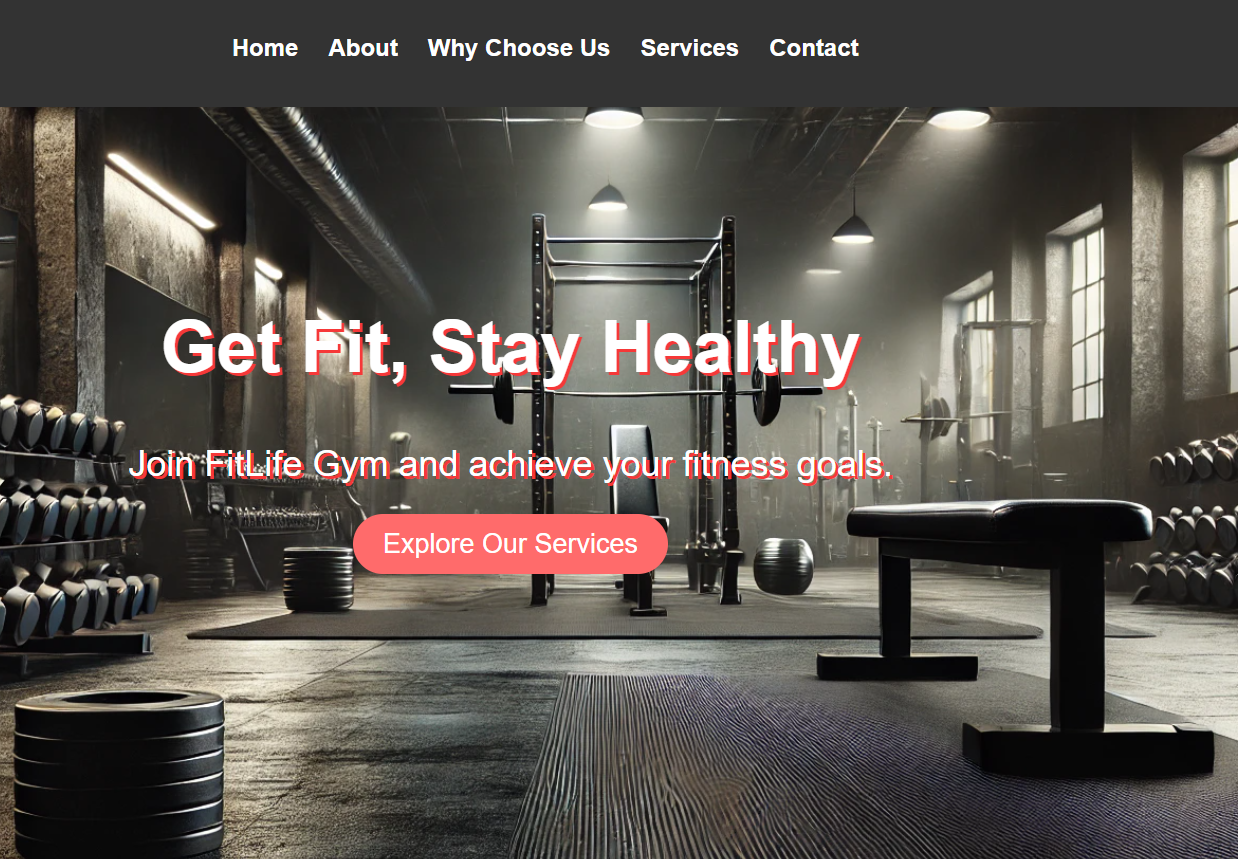 Home About Why Choose Us Services Contact
Get Fit, Stay Healthy
Join FitLife Gym and achieve your fitness goals.
Explore Our Services